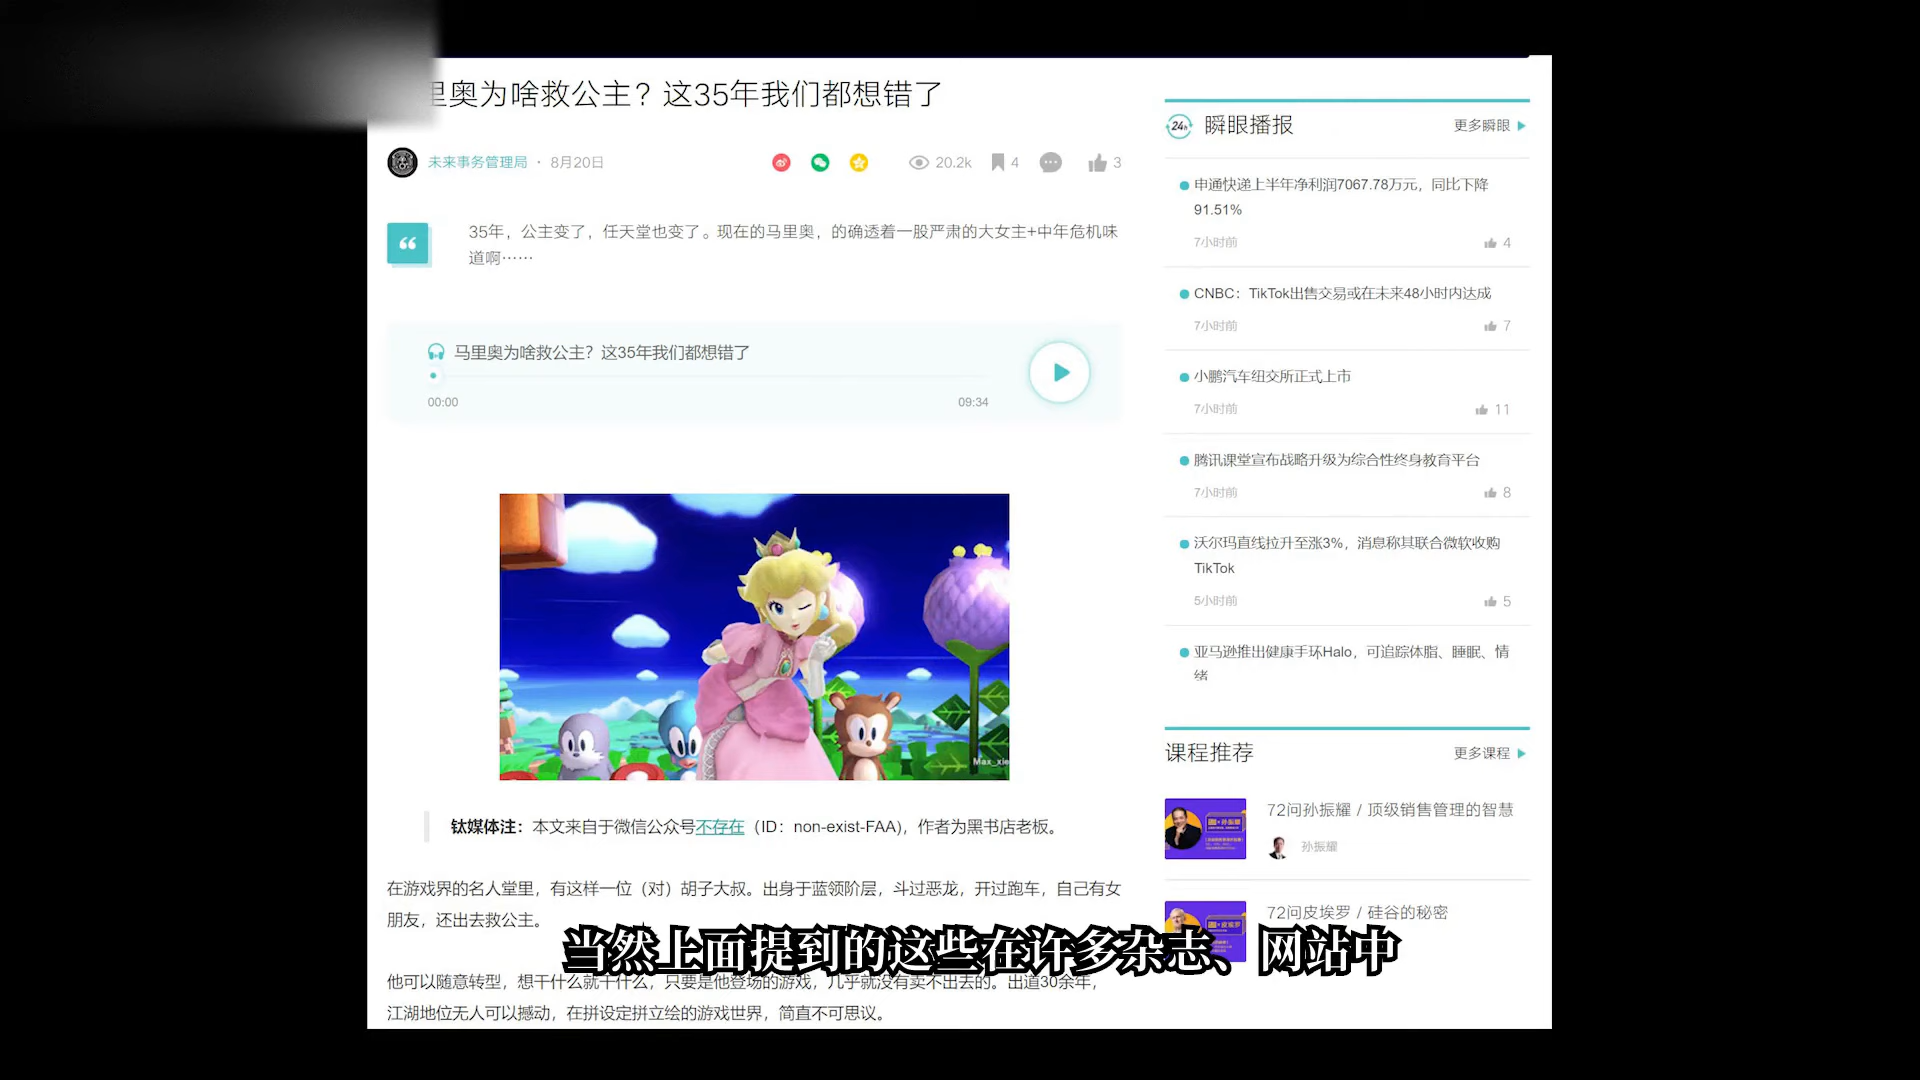 里奥为啥救公主？这35年我们都想错了
未来事务管理局 · 8月20日
20.2k
4
3
35年，公主变了，任天堂也变了。现在的马里奥，的确透着一股严肃的大女主+中年危机味
道啊……
马里奥为啥救公主？这35年我们都想错了
00:00
09:34
钛媒体注：本文来自于微信公众号不存在（ID：non-exist-FAA)，作者为黑书店老板。
在游戏界的名人堂里，有这样一位（对）胡子大叔。出身于蓝领阶层，斗过恶龙，开过跑车，自己有女
朋友，还出去救公主。
他可以随意转型，想干什么就干什么，只要是他登场的游戏，几乎就没有卖不出去的。出道30余年，
江湖地位无人可以撼动，在拼设定拼立绘的游戏世界，简直不可思议。
24h
瞬眼播报
更多瞬眼
申通快递上半年净利润7067.78万元，同比下降
91.51%
7小时前
4
CNBC：TikTok出售交易或在未来48小时内达成
7小时前
7
小鹏汽车纽交所正式上市
7小时前
11
腾讯课堂宣布战略升级为综合性终身教育平台
7小时前
8
沃尔玛直线拉升至涨3%，消息称其联合微软收购
TikTok
5小时前
5
亚马逊推出健康手环Halo，可追踪体脂、睡眠、情
绪
课程推荐
更多课程
72问孙振耀 / 顶级销售管理的智慧
孙振耀
72问皮埃罗 / 硅谷的秘密
当然上面提到的这些在许多杂志、网站中